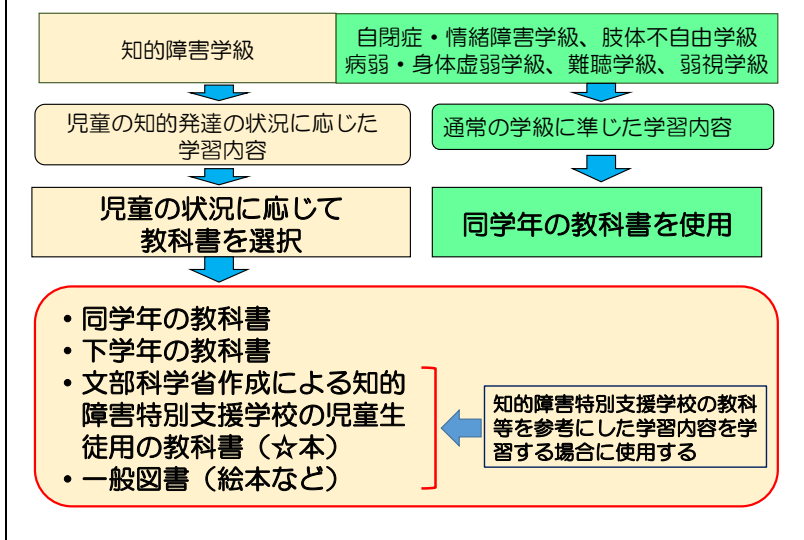 知的障害学級
自閉症・情緒障害学級、肢体不自由学級
病弱・身体虚弱学級、難聴学級、弱視学級
児童の知的発達の状況に応じた
学習内容
通常の学級に準じた学習内容
児童の状況に応じて
教科書を選択
同学年の教科書を使用
・同学年の教科書
・下学年の教科書
・文部科学省作成による知的
障害特別支援学校の児童生
徒用の教科書（☆本）
・一般図書（絵本など）
知的障害特別支援学校の教科
等を参考にした学習内容を学
習する場合に使用する